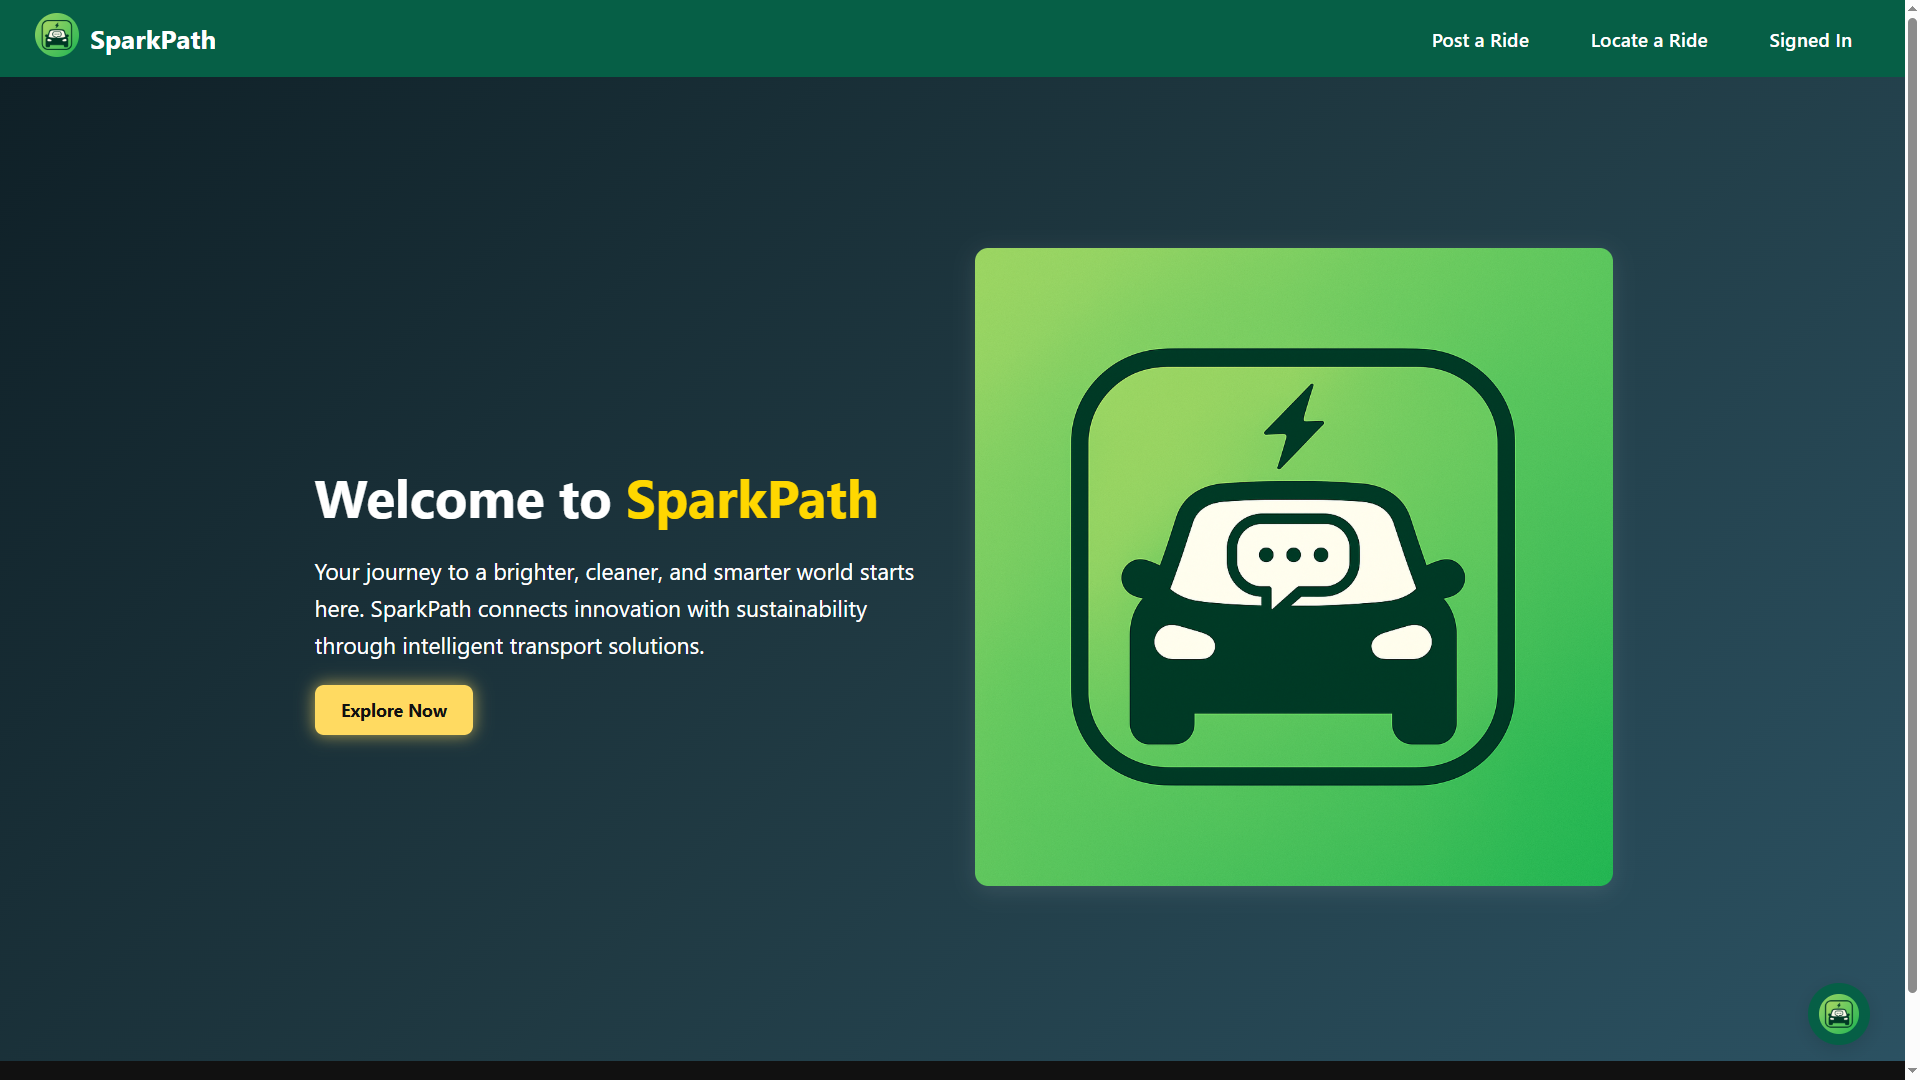 SparkPath
Post a Ride
Locate a Ride
Signed In
Welcome to SparkPath
Your journey to a brighter, cleaner, and smarter world starts
here. SparkPath connects innovation with sustainability
through intelligent transport solutions.
Explore Now